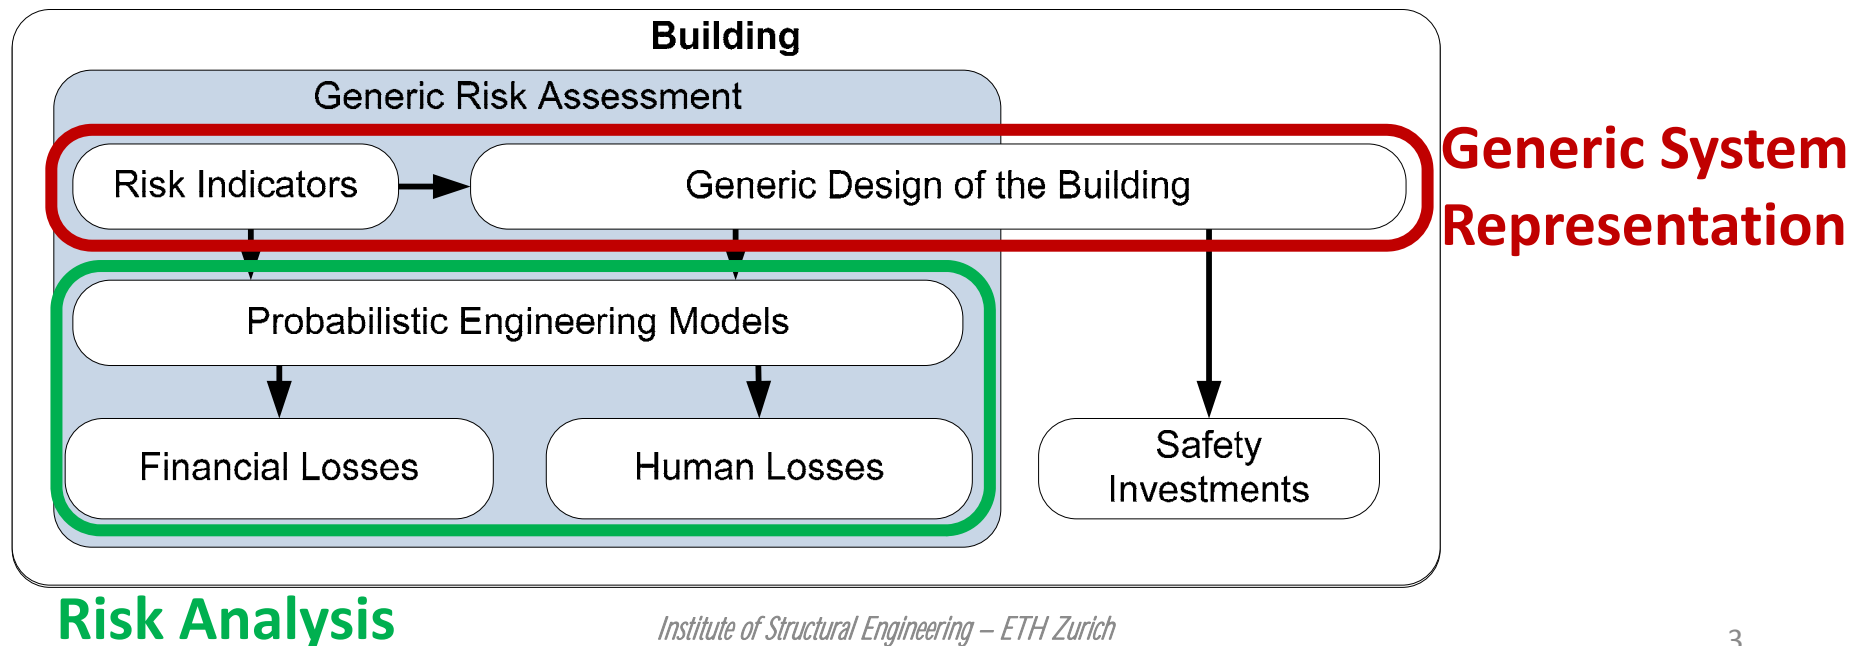 Building
Generic Risk Assessment
Risk Indicators
Generic Design of the Building
Generic System
Representation
Probabilistic Engineering Models
Financial Losses
Human Losses
Safety
Investments
Risk Analysis
Institute of Structural Engineering – ETH Zurich
3